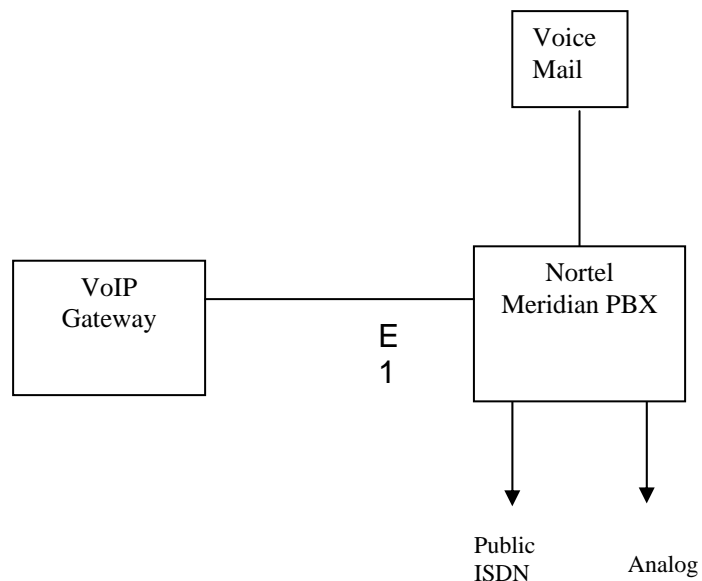 Voice
Mail
VoIP
Gateway
Nortel
Meridian PBX
E
1
Public
ISDN
Analog